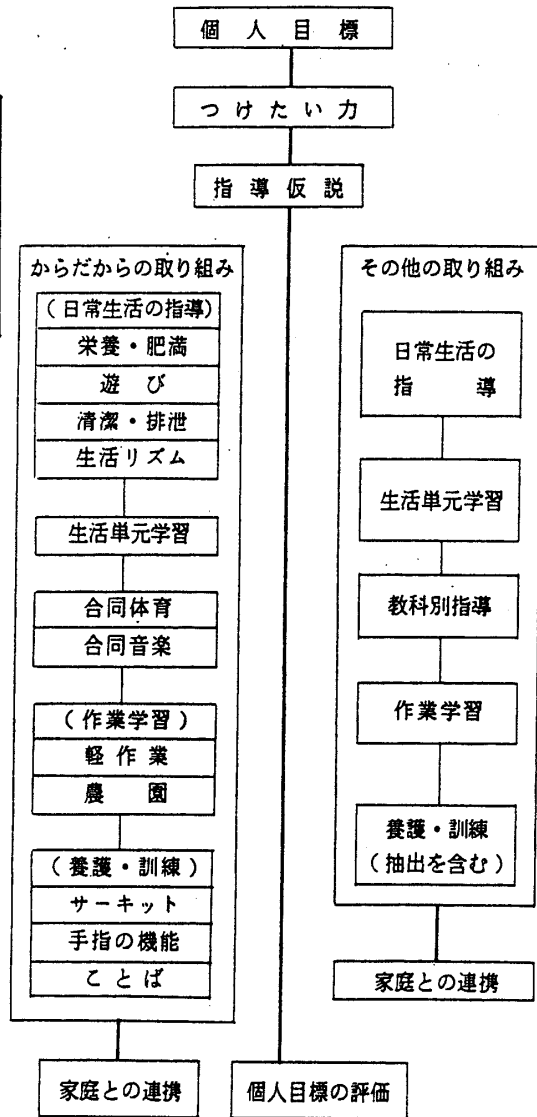 個人目標
つけたい力
指導仮説
からだからの取り組み
(日常生活の指導)
栄養・肥満
遊び
清潔・排泄
生活リズム
生活単元学習
合同体育
合同音楽
(作業学習)
軽作業
農園
(養護・訓練)
サーキット
手指の機能
ことば
家庭との連携
その他の取り組み
日常生活の
指導
生活単元学習
教科別指導
作業学習
養護・訓練
(抽出を含む)
家庭との連携
個人目標の評価